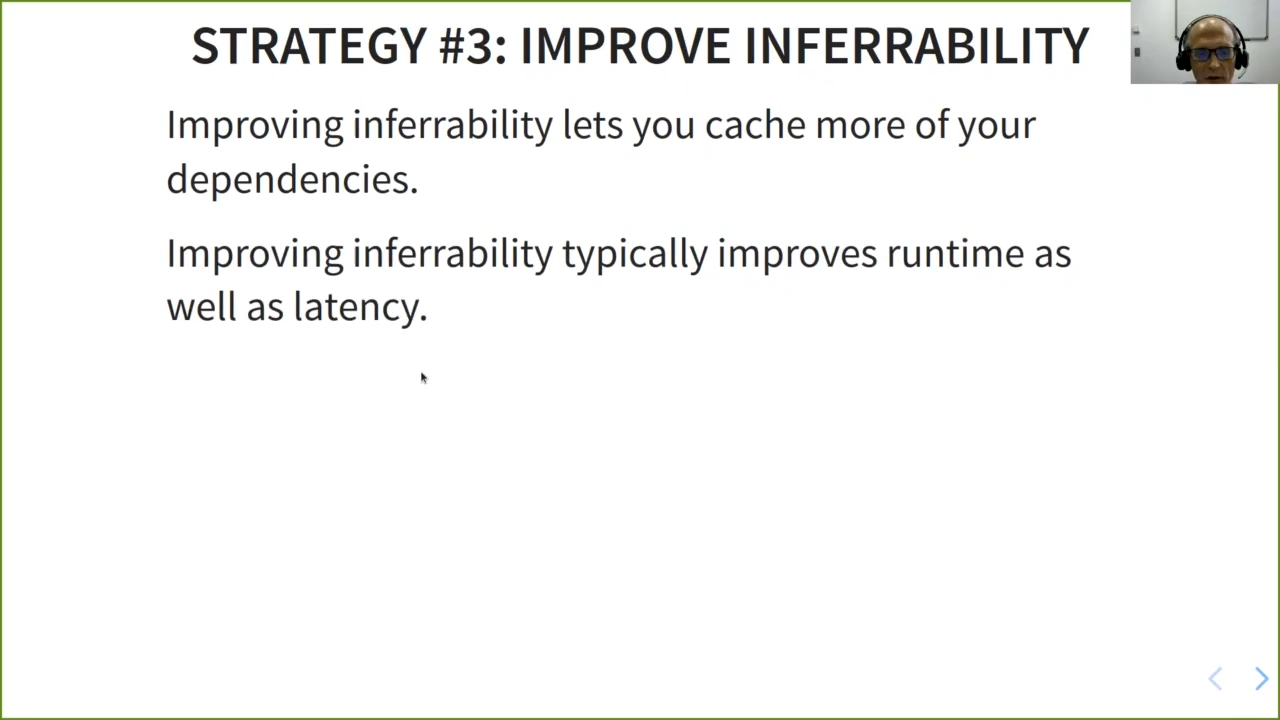 STRATEGY #3: IMPROVE INFERRABILITY
Improving inferrability lets you cache more of your
dependencies.
Improving inferrability typically improves runtime as
well as latency.